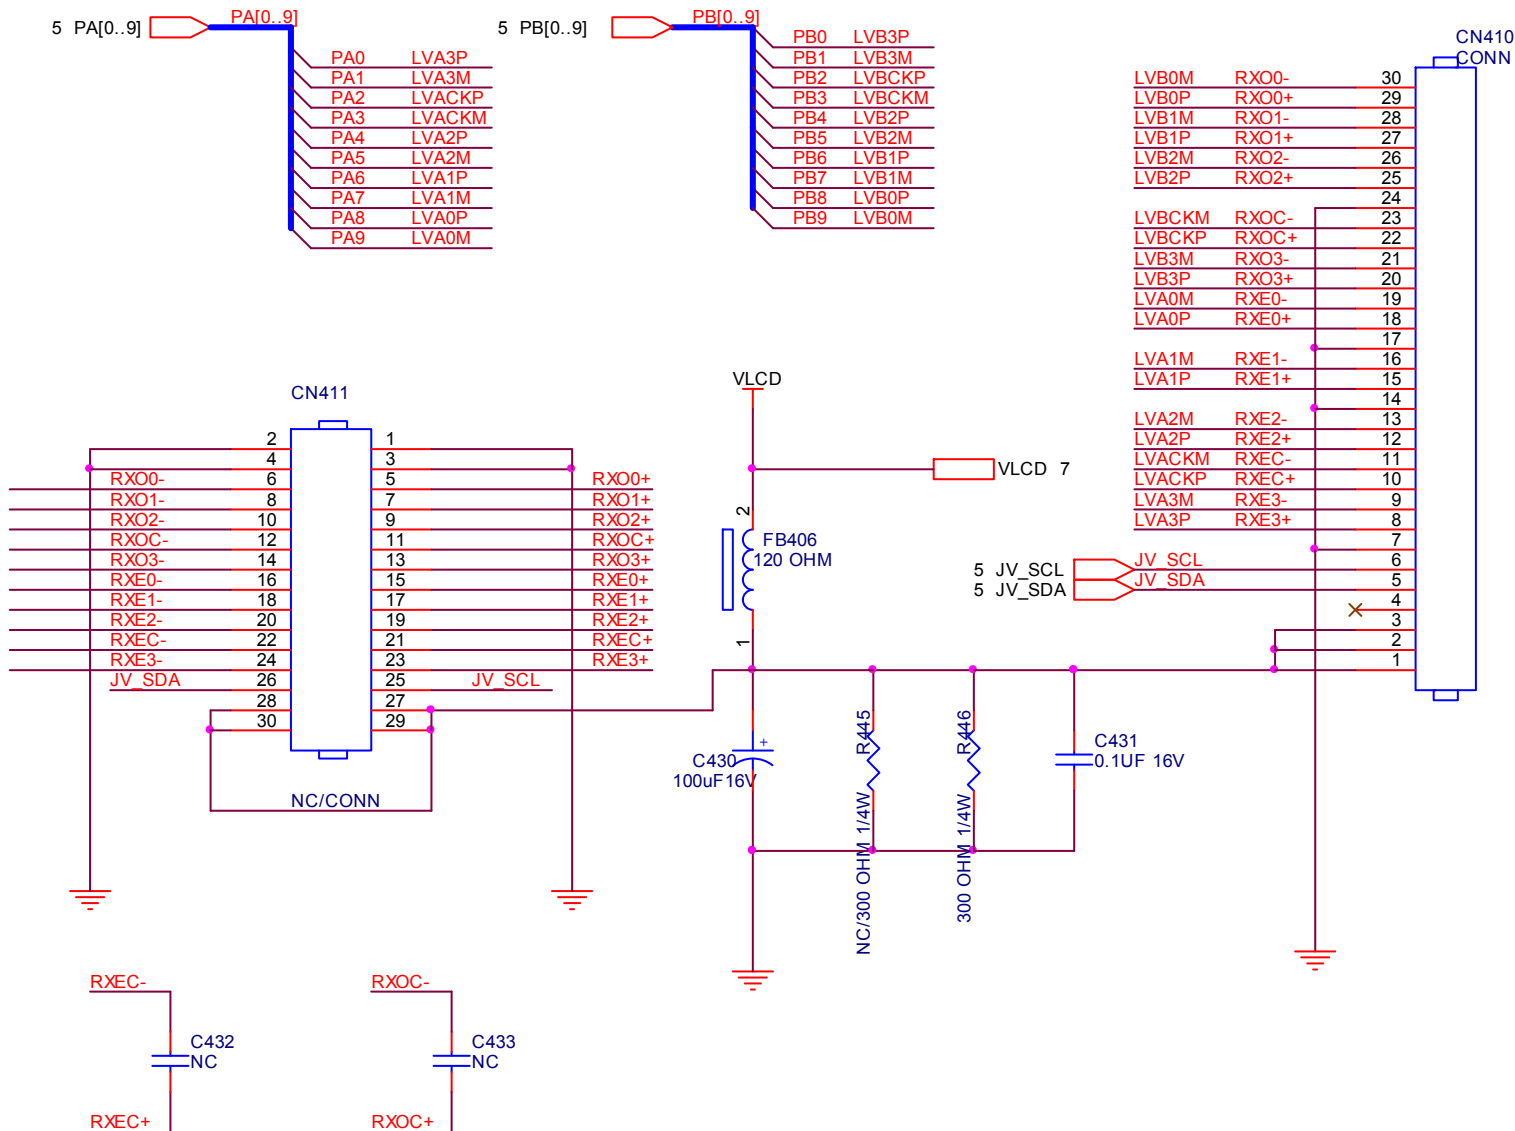 5 PA[0..9]
PA[0..9]
PA0 LVA3P
PA1 LVA3M
PA2 LVACKP
PA3 LVACKM
PA4 LVA2P
PA5 LVA2M
PA6 LVA1P
PA7 LVA1M
PA8 LVA0P
PA9 LVA0M
5 PB[0..9]
PB[0..9]
PB0 LVB3P
PB1 LVB3M
PB2 LVBCKP
PB3 LVBCKM
PB4 LVB2P
PB5 LVB2M
PB6 LVB1P
PB7 LVB1M
PB8 LVB0P
PB9 LVB0M
CN410
CONN
LVB0M RXO0- 30
LVB0P RXO0+ 29
LVB1M RXO1- 28
LVB1P RXO1+ 27
LVB2M RXO2- 26
LVB2P RXO2+ 25
24
LVBCKM RXOC- 23
LVBCKP RXOC+ 22
LVB3M RXO3- 21
LVB3P RXO3+ 20
LVA0M RXE0- 19
LVA0P RXE0+ 18
17
LVA1M RXE1- 16
LVA1P RXE1+ 15
14
LVA2M RXE2- 13
LVA2P RXE2+ 12
LVACKM RXEC- 11
LVACKP RXEC+ 10
LVA3M RXE3- 9
LVA3P RXE3+ 8
7
5 JV_SCL JV_SCL 6
5 JV_SDA JV_SDA 5
4
3
2
1
CN411
2 1
4 3
RXO0- 6 5 RXO0+
RXO1- 8 7 RXO1+
RXO2- 10 9 RXO2+
RXOC- 12 11 RXOC+
RXO3- 14 13 RXO3+
RXE0- 16 15 RXE0+
RXE1- 18 17 RXE1+
RXE2- 20 19 RXE2+
RXEC- 22 21 RXEC+
RXE3- 24 23 RXE3+
JV_SDA 26 25 JV_SCL
28 27
30 29
NC/CONN
VLCD
VLCD 7
2
FB406
120 OHM
1
+
C430
100uF16V
R445
NC/300 OHM 1/4W
R446
300 OHM 1/4W
C431
0.1UF 16V
RXEC-
C432
NC
RXEC+
RXOC-
C433
NC
RXOC+